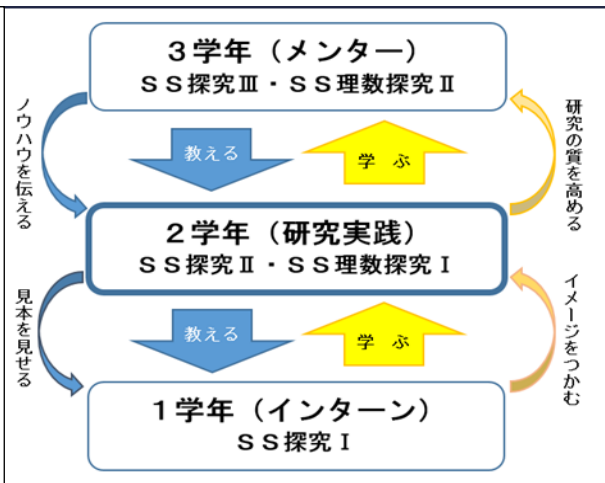 ３学年（メンター）
ＳＳ探究Ⅲ・ＳＳ理数探究Ⅱ
ノウハウを伝える
教える
学　ぶ
研究の質を高める
２学年（研究実践）
ＳＳ探究Ⅱ・ＳＳ理数探究Ⅰ
見本を見せる
教える
学　ぶ
イメージをつかむ
１学年（インターン）
ＳＳ探究Ⅰ